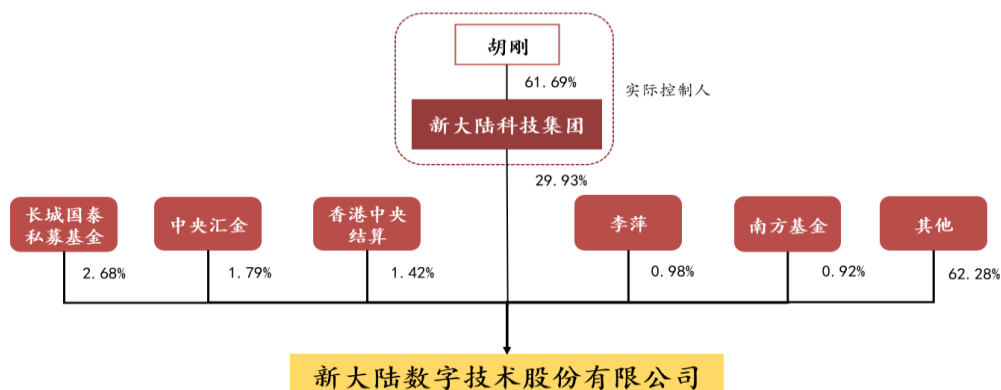 胡刚
61.69%
实际控制人
新大陆科技集团
29.93%
长城国泰
私募基金
中央汇金
香港中央
结算
李萍
南方基金
其他
2.68%
1.79%
1.42%
0.98%
0.92%
62.28%
新大陆数字技术股份有限公司